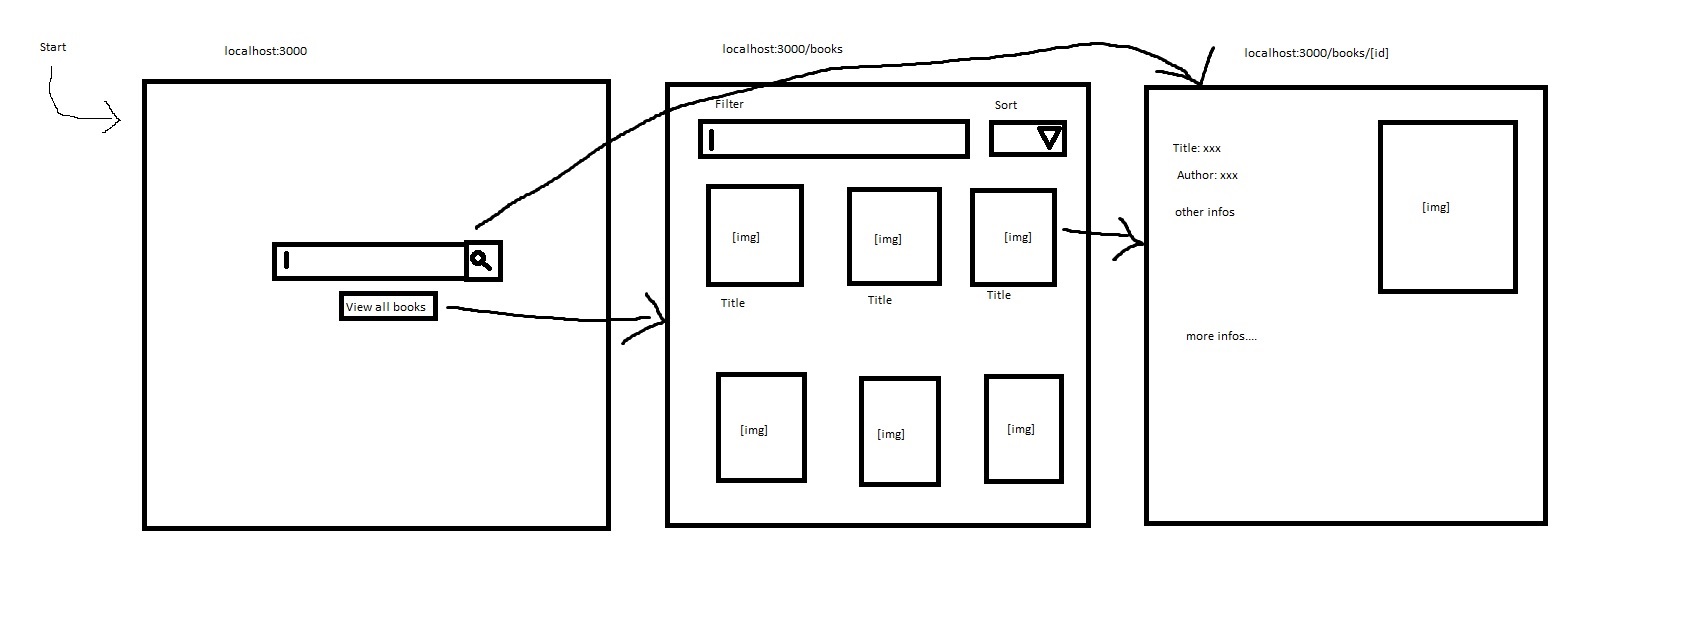 Start
localhost:3000
View all books
localhost:3000/books
Filter
Sort
[img]
[img]
[img]
Title
Title
Title
[img]
[img]
[img]
localhost:3000/books/[id]
Title: xxx
Author: xxx
other infos
[img]
more infos....